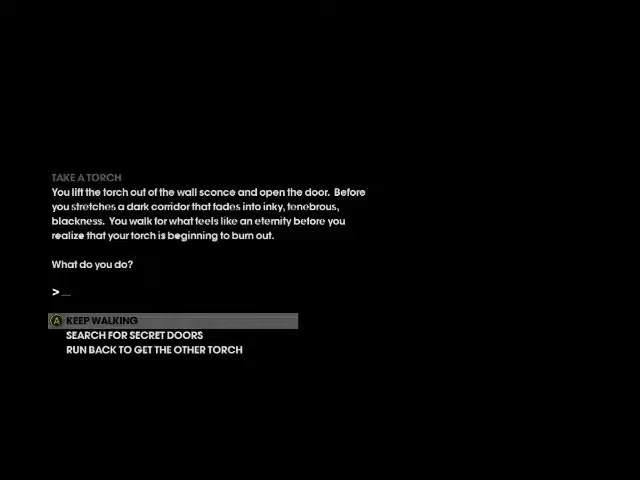 TAKE A TORCH
You lift the torch out of the wall sconce and open the door. Before
you stretches a dark corridor that fades into inky, tenebrous,
blackness. You walk for what feels like an eternity before you
realize that your torch is beginning to burn out.
What do you do?
>_
A KEEP WALKING
SEARCH FOR SECRET DOORS
RUN BACK TO GET THE OTHER TORCH